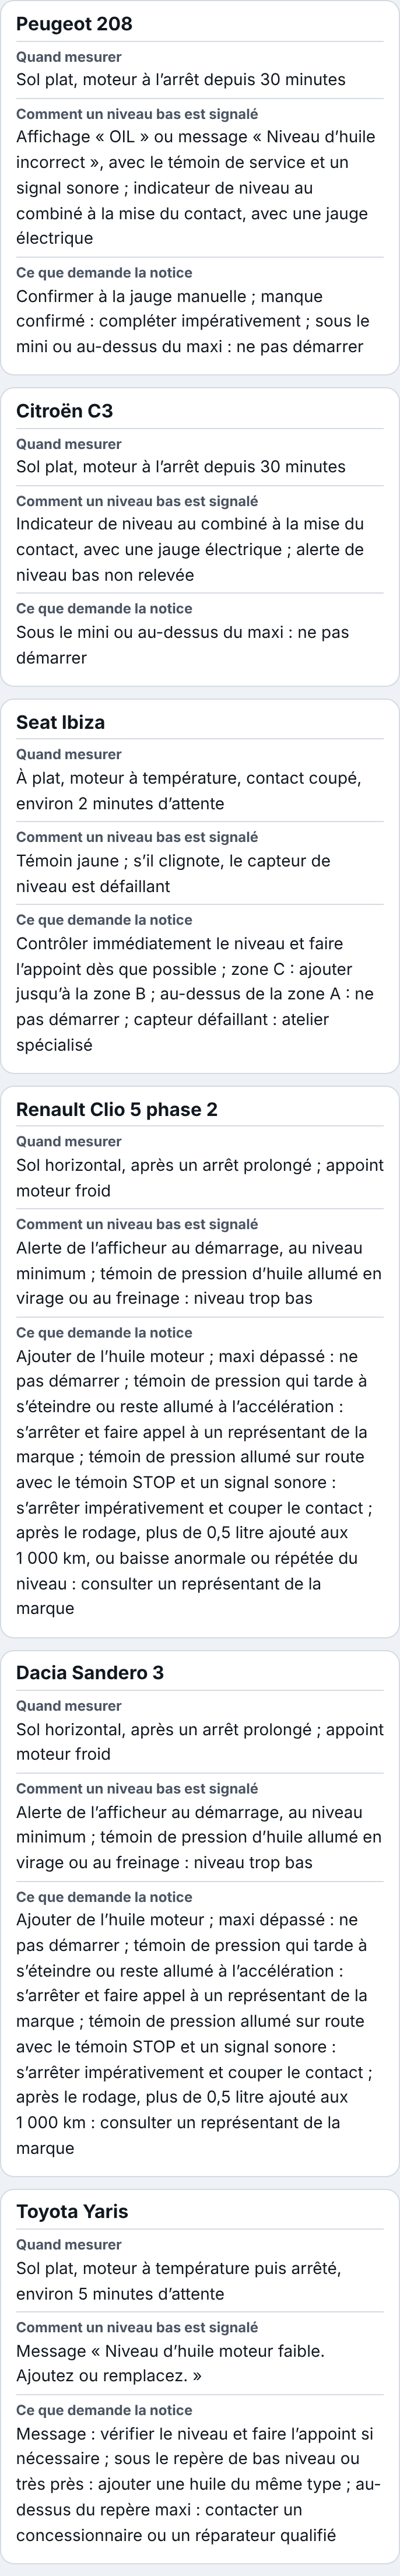 Peugeot 208
Quand mesurer
Sol plat, moteur à l’arrêt depuis 30 minutes
Comment un niveau bas est signalé
Affichage « OIL » ou message « Niveau d’huile
incorrect », avec le témoin de service et un
signal sonore ; indicateur de niveau au
combiné à la mise du contact, avec une jauge
électrique
Ce que demande la notice
Confirmer à la jauge manuelle ; manque
confirmé : compléter impérativement ; sous le
mini ou au-dessus du maxi : ne pas démarrer
Citroën C3
Quand mesurer
Sol plat, moteur à l’arrêt depuis 30 minutes
Comment un niveau bas est signalé
Indicateur de niveau au combiné à la mise du
contact, avec une jauge électrique ; alerte de
niveau bas non relevée
Ce que demande la notice
Sous le mini ou au-dessus du maxi : ne pas
démarrer
Seat Ibiza
Quand mesurer
À plat, moteur à température, contact coupé,
environ 2 minutes d’attente
Comment un niveau bas est signalé
Témoin jaune ; s’il clignote, le capteur de
niveau est défaillant
Ce que demande la notice
Contrôler immédiatement le niveau et faire
l’appoint dès que possible ; zone C : ajouter
jusqu’à la zone B ; au-dessus de la zone A : ne
pas démarrer ; capteur défaillant : atelier
spécialisé
Renault Clio 5 phase 2
Quand mesurer
Sol horizontal, après un arrêt prolongé ; appoint
moteur froid
Comment un niveau bas est signalé
Alerte de l’afficheur au démarrage, au niveau
minimum ; témoin de pression d’huile allumé en
virage ou au freinage : niveau trop bas
Ce que demande la notice
Ajouter de l’huile moteur ; maxi dépassé : ne
pas démarrer ; témoin de pression qui tarde à
s’éteindre ou reste allumé à l’accélération :
s’arrêter et faire appel à un représentant de la
marque ; témoin de pression allumé sur route
avec le témoin STOP et un signal sonore :
s’arrêter impérativement et couper le contact ;
après le rodage, plus de 0,5 litre ajouté aux
1 000 km, ou baisse anormale ou répétée du
niveau : consulter un représentant de la
marque
Dacia Sandero 3
Quand mesurer
Sol horizontal, après un arrêt prolongé ; appoint
moteur froid
Comment un niveau bas est signalé
Alerte de l’afficheur au démarrage, au niveau
minimum ; témoin de pression d’huile allumé en
virage ou au freinage : niveau trop bas
Ce que demande la notice
Ajouter de l’huile moteur ; maxi dépassé : ne
pas démarrer ; témoin de pression qui tarde à
s’éteindre ou reste allumé à l’accélération :
s’arrêter et faire appel à un représentant de la
marque ; témoin de pression allumé sur route
avec le témoin STOP et un signal sonore :
s’arrêter impérativement et couper le contact ;
après le rodage, plus de 0,5 litre ajouté aux
1 000 km : consulter un représentant de la
marque
Toyota Yaris
Quand mesurer
Sol plat, moteur à température puis arrêté,
environ 5 minutes d’attente
Comment un niveau bas est signalé
Message « Niveau d’huile moteur faible.
Ajoutez ou remplacez. »
Ce que demande la notice
Message : vérifier le niveau et faire l’appoint si
nécessaire ; sous le repère de bas niveau ou
très près : ajouter une huile du même type ; au-
dessus du repère maxi : contacter un
concessionnaire ou un réparateur qualifié